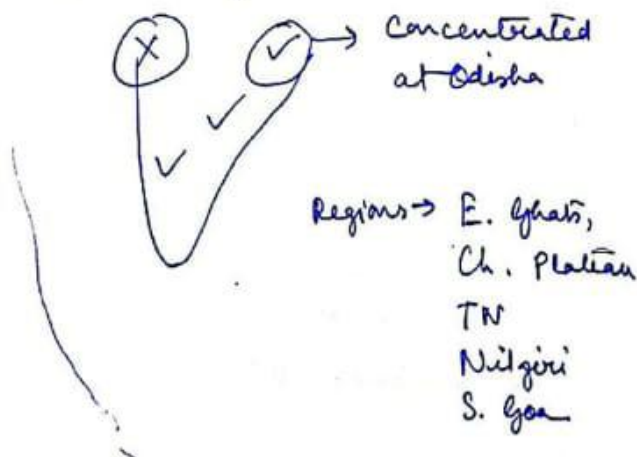 Concentrated
at Odisha
Regions → E. Ghats,
Ch. Plateau
TN
Nilgiri
S. Goa